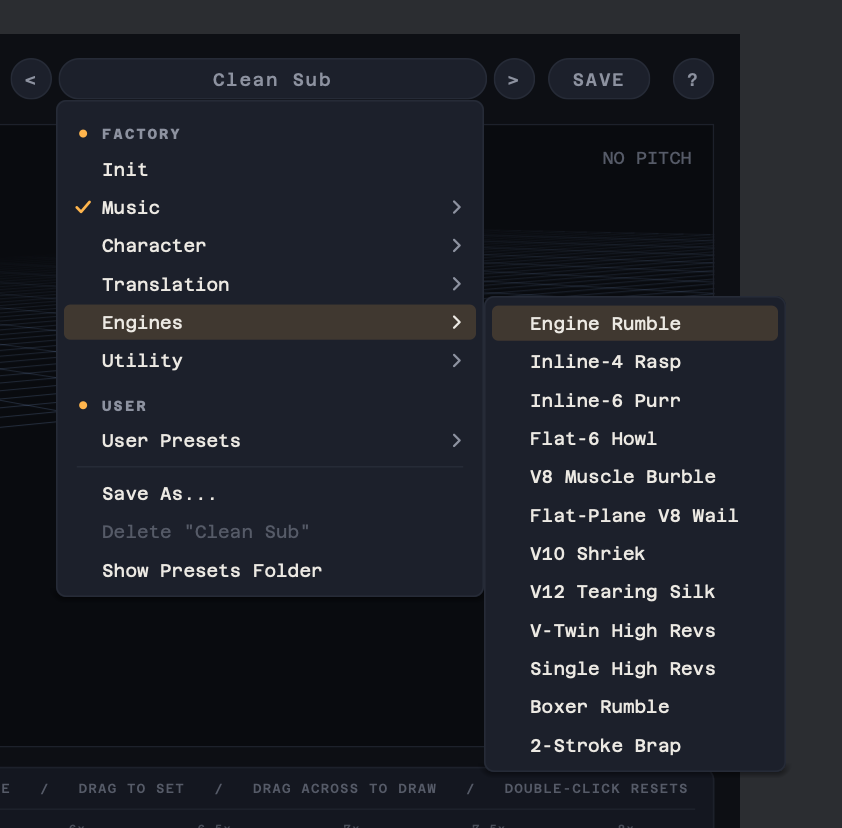 < Clean Sub > SAVE ?
FACTORY
NO PITCH
Init
Music
Character
Translation
Engines
Utility
USER
User Presets
Save As...
Delete "Clean Sub"
Show Presets Folder
Engine Rumble
Inline-4 Rasp
Inline-6 Purr
Flat-6 Howl
V8 Muscle Burble
Flat-Plane V8 Wail
V10 Shriek
V12 Tearing Silk
V-Twin High Revs
Single High Revs
Boxer Rumble
2-Stroke Brap
E / DRAG TO SET / DRAG ACROSS TO DRAW / DOUBLE-CLICK RESETS